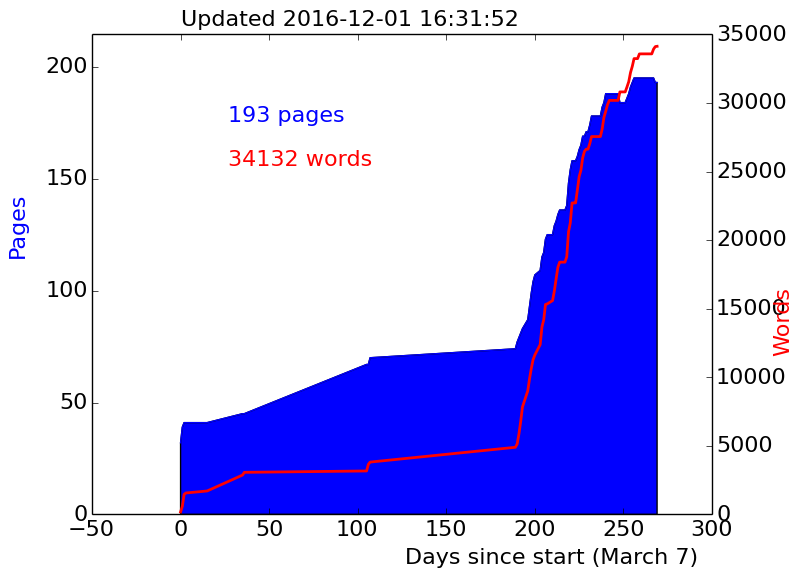 Updated 2016-12-01 16:31:52
193 pages
34132 words
Pages
200
150
100
50
0
35000
30000
25000
20000
15000
10000
5000
0
Words
−50 0 50 100 150 200 250 300
Days since start (March 7)